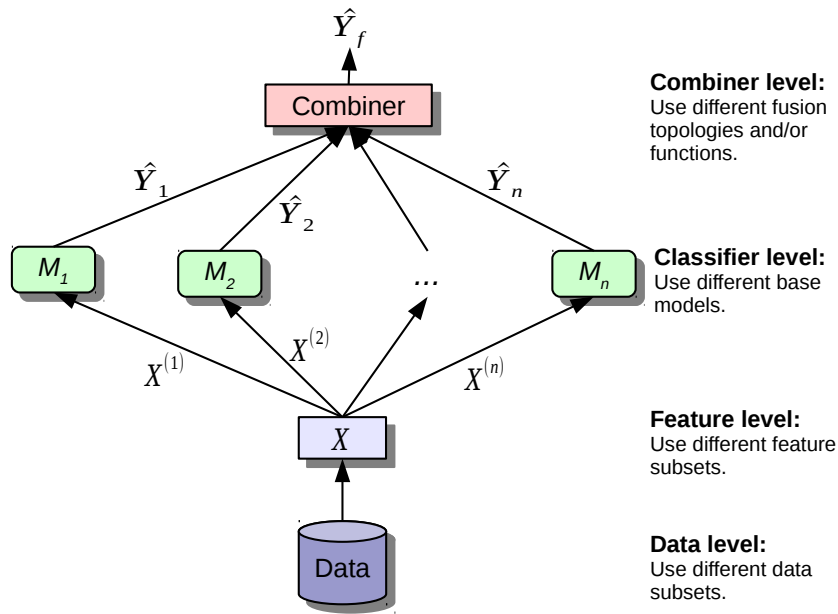 Ŷ_f
Combiner
Combiner level:
Use different fusion
topologies and/or
functions.
Ŷ_1
Ŷ_2
Ŷ_n
M_1
M_2
...
M_n
Classifier level:
Use different base
models.
X^(1)
X^(2)
X^(n)
X
Feature level:
Use different feature
subsets.
Data
Data level:
Use different data
subsets.